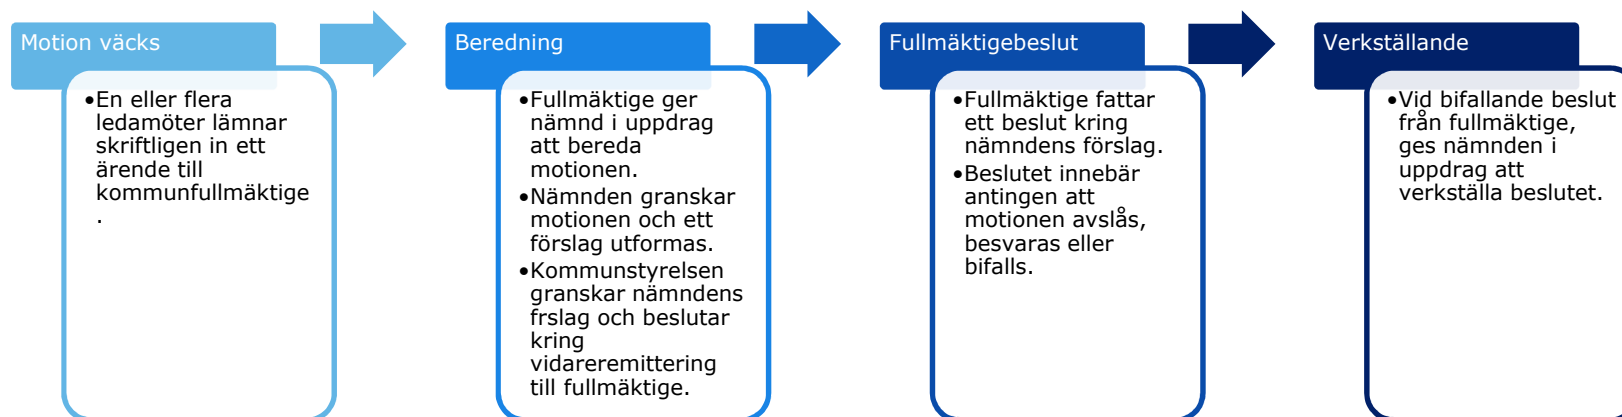 Motion väcks
•En eller flera
ledamöter lämnar
skriftligen in ett
ärende till
kommunfullmäktige
.
Beredning
•Fullmäktige ger
nämnd i uppdrag
att bereda
motionen.
•Nämnden granskar
motionen och ett
förslag utformas.
•Kommunstyrelsen
granskar nämndens
frslag och beslutar
kring
vidareremittering
till fullmäktige.
Fullmäktigebeslut
•Fullmäktige fattar
ett beslut kring
nämndens förslag.
•Beslutet innebär
antingen att
motionen avslås,
besvaras eller
bifalls.
Verkställande
•Vid bifallande beslut
från fullmäktige,
ges nämnden i
uppdrag att
verkställa beslutet.